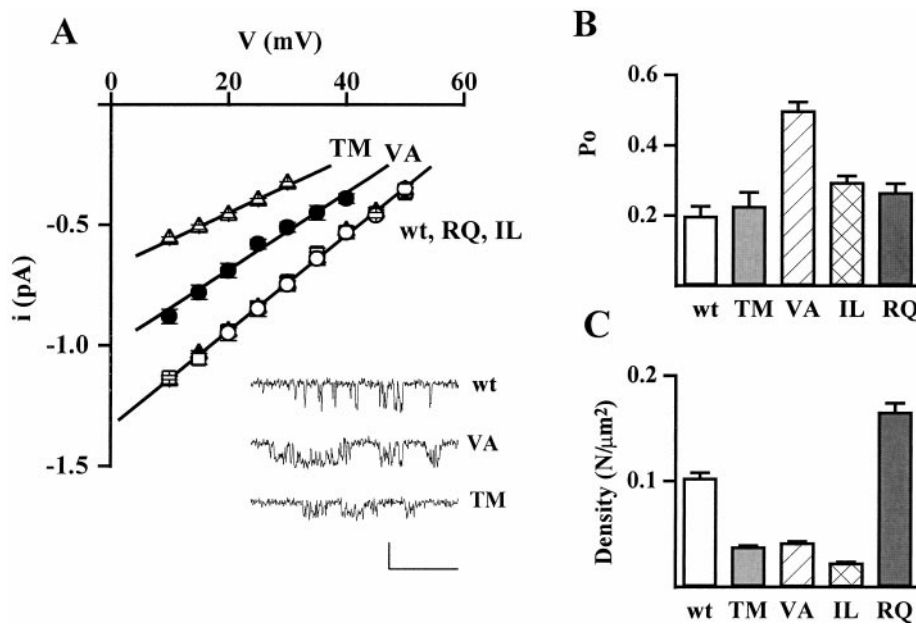 A
V (mV)
0
20
40
60
TM
VA
wt, RQ, IL
-0.5
-1.0
-1.5
i (pA)
wt
VA
TM
B
0.6
0.4
0.2
Po
wt
TM
VA
IL
RQ
C
0.2
0.1
Density (N/μm²)
wt
TM
VA
IL
RQ